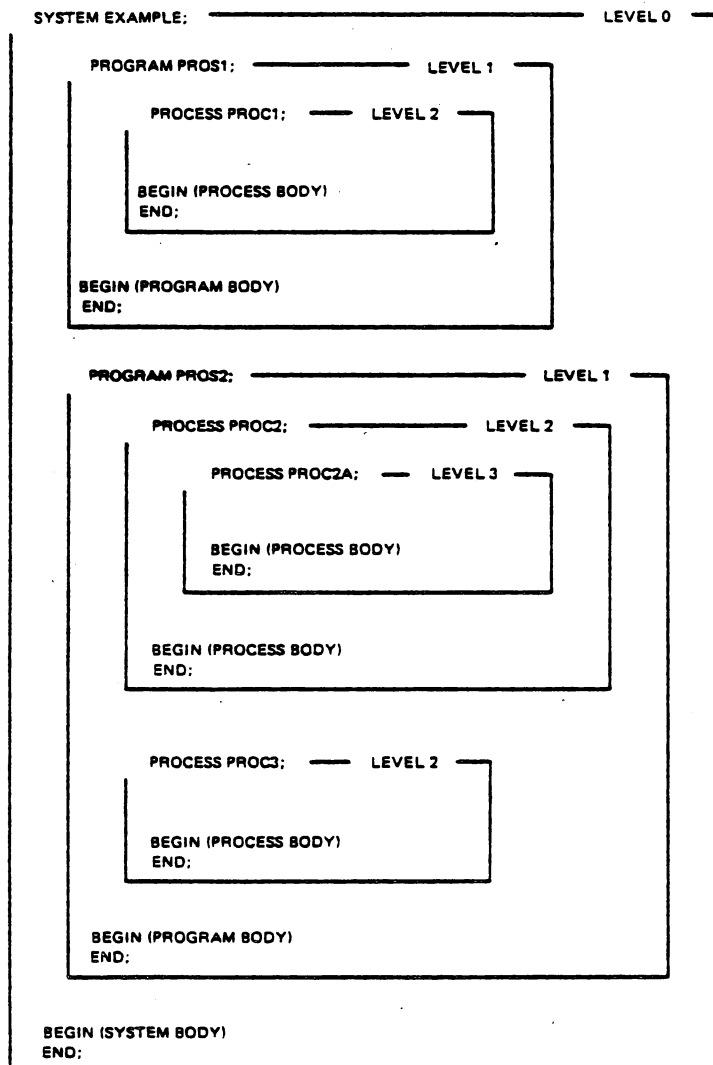 SYSTEM EXAMPLE; LEVEL 0
PROGRAM PROS1; LEVEL 1
PROCESS PROC1; LEVEL 2
BEGIN (PROCESS BODY)
END;
BEGIN (PROGRAM BODY)
END;
PROGRAM PROS2; LEVEL 1
PROCESS PROC2; LEVEL 2
PROCESS PROC2A; LEVEL 3
BEGIN (PROCESS BODY)
END;
BEGIN (PROCESS BODY)
END;
PROCESS PROC3; LEVEL 2
BEGIN (PROCESS BODY)
END;
BEGIN (PROGRAM BODY)
END;
BEGIN (SYSTEM BODY)
END;